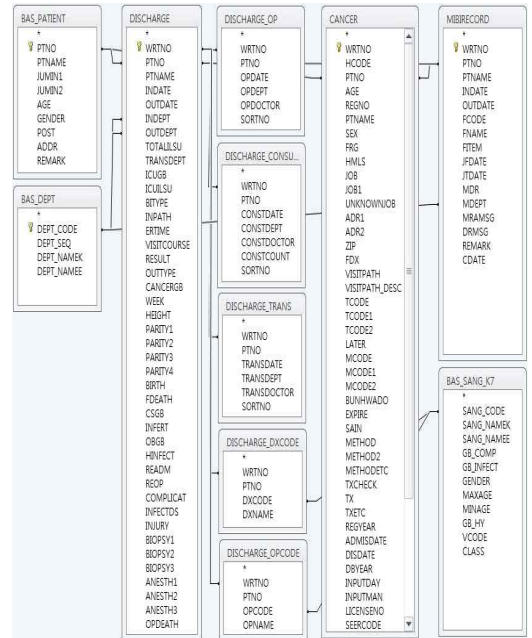 BAS_PATIENT
*
PTNO
PTNAME
JUMIN1
JUMIN2
AGE
GENDER
POST
ADDR
REMARK
BAS_DEPT
*
DEPT_CODE
DEPT_SEQ
DEPT_NAMEK
DEPT_NAMEE
DISCHARGE
*
WRTNO
PTNO
PTNAME
INDATE
OUTDATE
INDEPT
OUTDEPT
TOTALILSU
TRANSDEPT
ICUGB
ICUILSU
BITYPE
INPATH
ERTIME
VISITCOURSE
RESULT
OUTTYPE
CANCERGB
WEEK
HEIGHT
PARITY1
PARITY2
PARITY3
PARITY4
BIRTH
FDEATH
CSGB
INFERT
OBGB
HINFECT
READM
REOP
COMPLICAT
INFECTDS
INJURY
BIOPSY1
BIOPSY2
BIOPSY3
ANESTH1
ANESTH2
ANESTH3
OPDEATH
DISCHARGE_OP
*
WRTNO
PTNO
OPDATE
OPDEPT
OPDOCTOR
SORTNO
DISCHARGE_CONSU...
*
WRTNO
PTNO
CONSTDATE
CONSTDEPT
CONSTDOCTOR
CONSTCOUNT
SORTNO
DISCHARGE_TRANS
*
WRTNO
PTNO
TRANSDATE
TRANSDEPT
TRANSDOCTOR
SORTNO
DISCHARGE_DXCODE
*
WRTNO
PTNO
DXCODE
DXNAME
DISCHARGE_OPCODE
*
WRTNO
PTNO
OPCODE
OPNAME
CANCER
*
WRTNO
HCODE
PTNO
AGE
REGNO
PTNAME
SEX
FRG
HMLS
JOB
JOB1
UNKNOWNJOB
ADR1
ADR2
ZIP
FDX
VISITPATH
VISITPATH_DESC
TCODE
TCODE1
TCODE2
LATER
MCODE
MCODE1
MCODE2
BUNHWADO
EXPIRE
SAIN
METHOD
METHOD2
METHODETC
TXCHECK
TX
TXETC
REGYEAR
ADMISDATE
DISDATE
DBYEAR
INPUTDAY
INPUTMAN
LICENSENO
SEERCODE
MIBIRECORD
*
WRTNO
PTNO
PTNAME
INDATE
OUTDATE
FCODE
FNAME
FITEM
JFDATE
JTDATE
MDR
MDEPT
MRAMSG
DRMSG
REMARK
CDATE
BAS_SANG_K7
*
SANG_CODE
SANG_NAMEK
SANG_NAMEE
GB_COMP
GB_INFECT
GENDER
MAXAGE
MINAGE
GB_HY
VCODE
CLASS